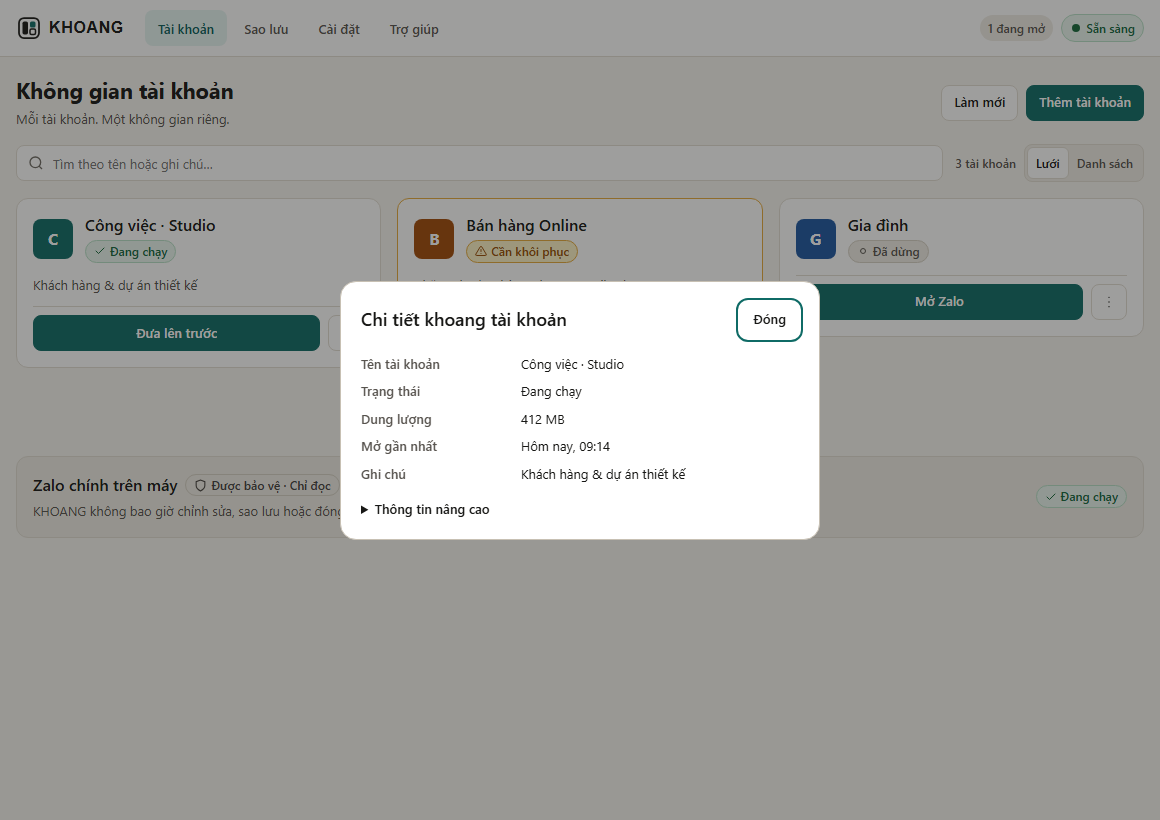 KHOANG
Tài khoản
Sao lưu
Cài đặt
Trợ giúp
1 đang mở
Sẵn sàng
Không gian tài khoản
Mỗi tài khoản. Một không gian riêng.
Làm mới
Thêm tài khoản
Tìm theo tên hoặc ghi chú...
3 tài khoản
Lưới
Danh sách
C
Công việc · Studio
Đang chạy
Khách hàng & dự án thiết kế
Đưa lên trước
B
Bán hàng Online
Cần khôi phục
G
Gia đình
Đã dừng
Mở Zalo
Chi tiết khoang tài khoản
Đóng
Tên tài khoản Công việc · Studio
Trạng thái Đang chạy
Dung lượng 412 MB
Mở gần nhất Hôm nay, 09:14
Ghi chú Khách hàng & dự án thiết kế
Thông tin nâng cao
Zalo chính trên máy
Được bảo vệ · Chỉ đọc
KHOANG không bao giờ chỉnh sửa, sao lưu hoặc đóng
Đang chạy